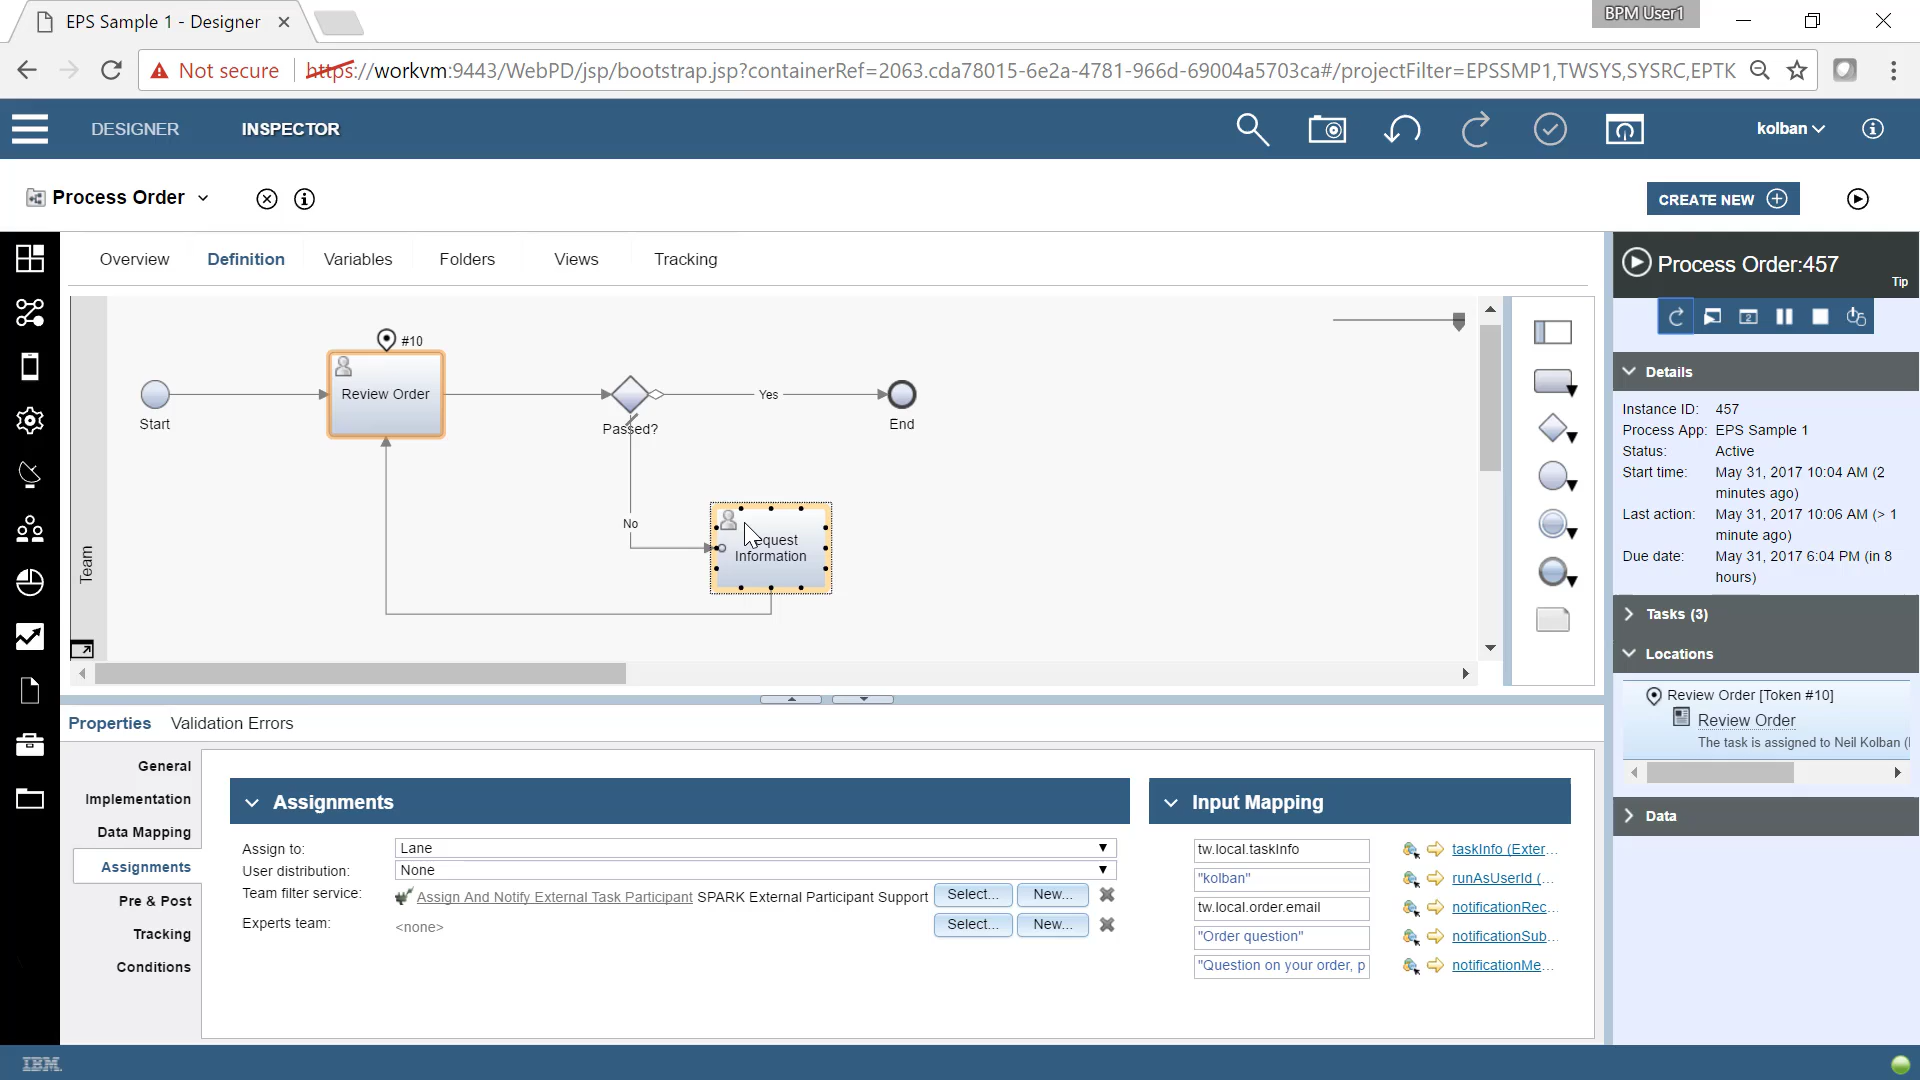 EPS Sample 1 - Designer
BPM User1
Not secure
https://workvm:9443/WebPD/jsp/bootstrap.jsp?containerRef=2063.cda78015-6e2a-4781-966d-69004a5703ca#/projectFilter=EPSSMP1,TWSYS,SYSRC,EPTK
DESIGNER
INSPECTOR
kolban
Process Order
CREATE NEW
Overview
Definition
Variables
Folders
Views
Tracking
Process Order:457
Tip
#10
Review Order
Start
Passed?
Yes
End
No
equest
Information
Team
Details
Instance ID: 457
Process App: EPS Sample 1
Status: Active
Start time: May 31, 2017 10:04 AM (2
minutes ago)
Last action: May 31, 2017 10:06 AM (> 1
minute ago)
Due date: May 31, 2017 6:04 PM (in 8
hours)
Tasks (3)
Locations
Review Order [Token #10]
Review Order
The task is assigned to Neil Kolban (
Data
Properties
Validation Errors
General
Implementation
Data Mapping
Assignments
Pre & Post
Tracking
Conditions
Assignments
Assign to: Lane
User distribution: None
Team filter service: Assign And Notify External Task Participant SPARK External Participant Support Select... New...
Experts team: <none> Select... New...
Input Mapping
tw.local.taskInfo taskInfo (Exter...
"kolban" runAsUserId (...
tw.local.order.email notificationRec...
"Order question" notificationSub...
"Question on your order, p notificationMe...
IBM